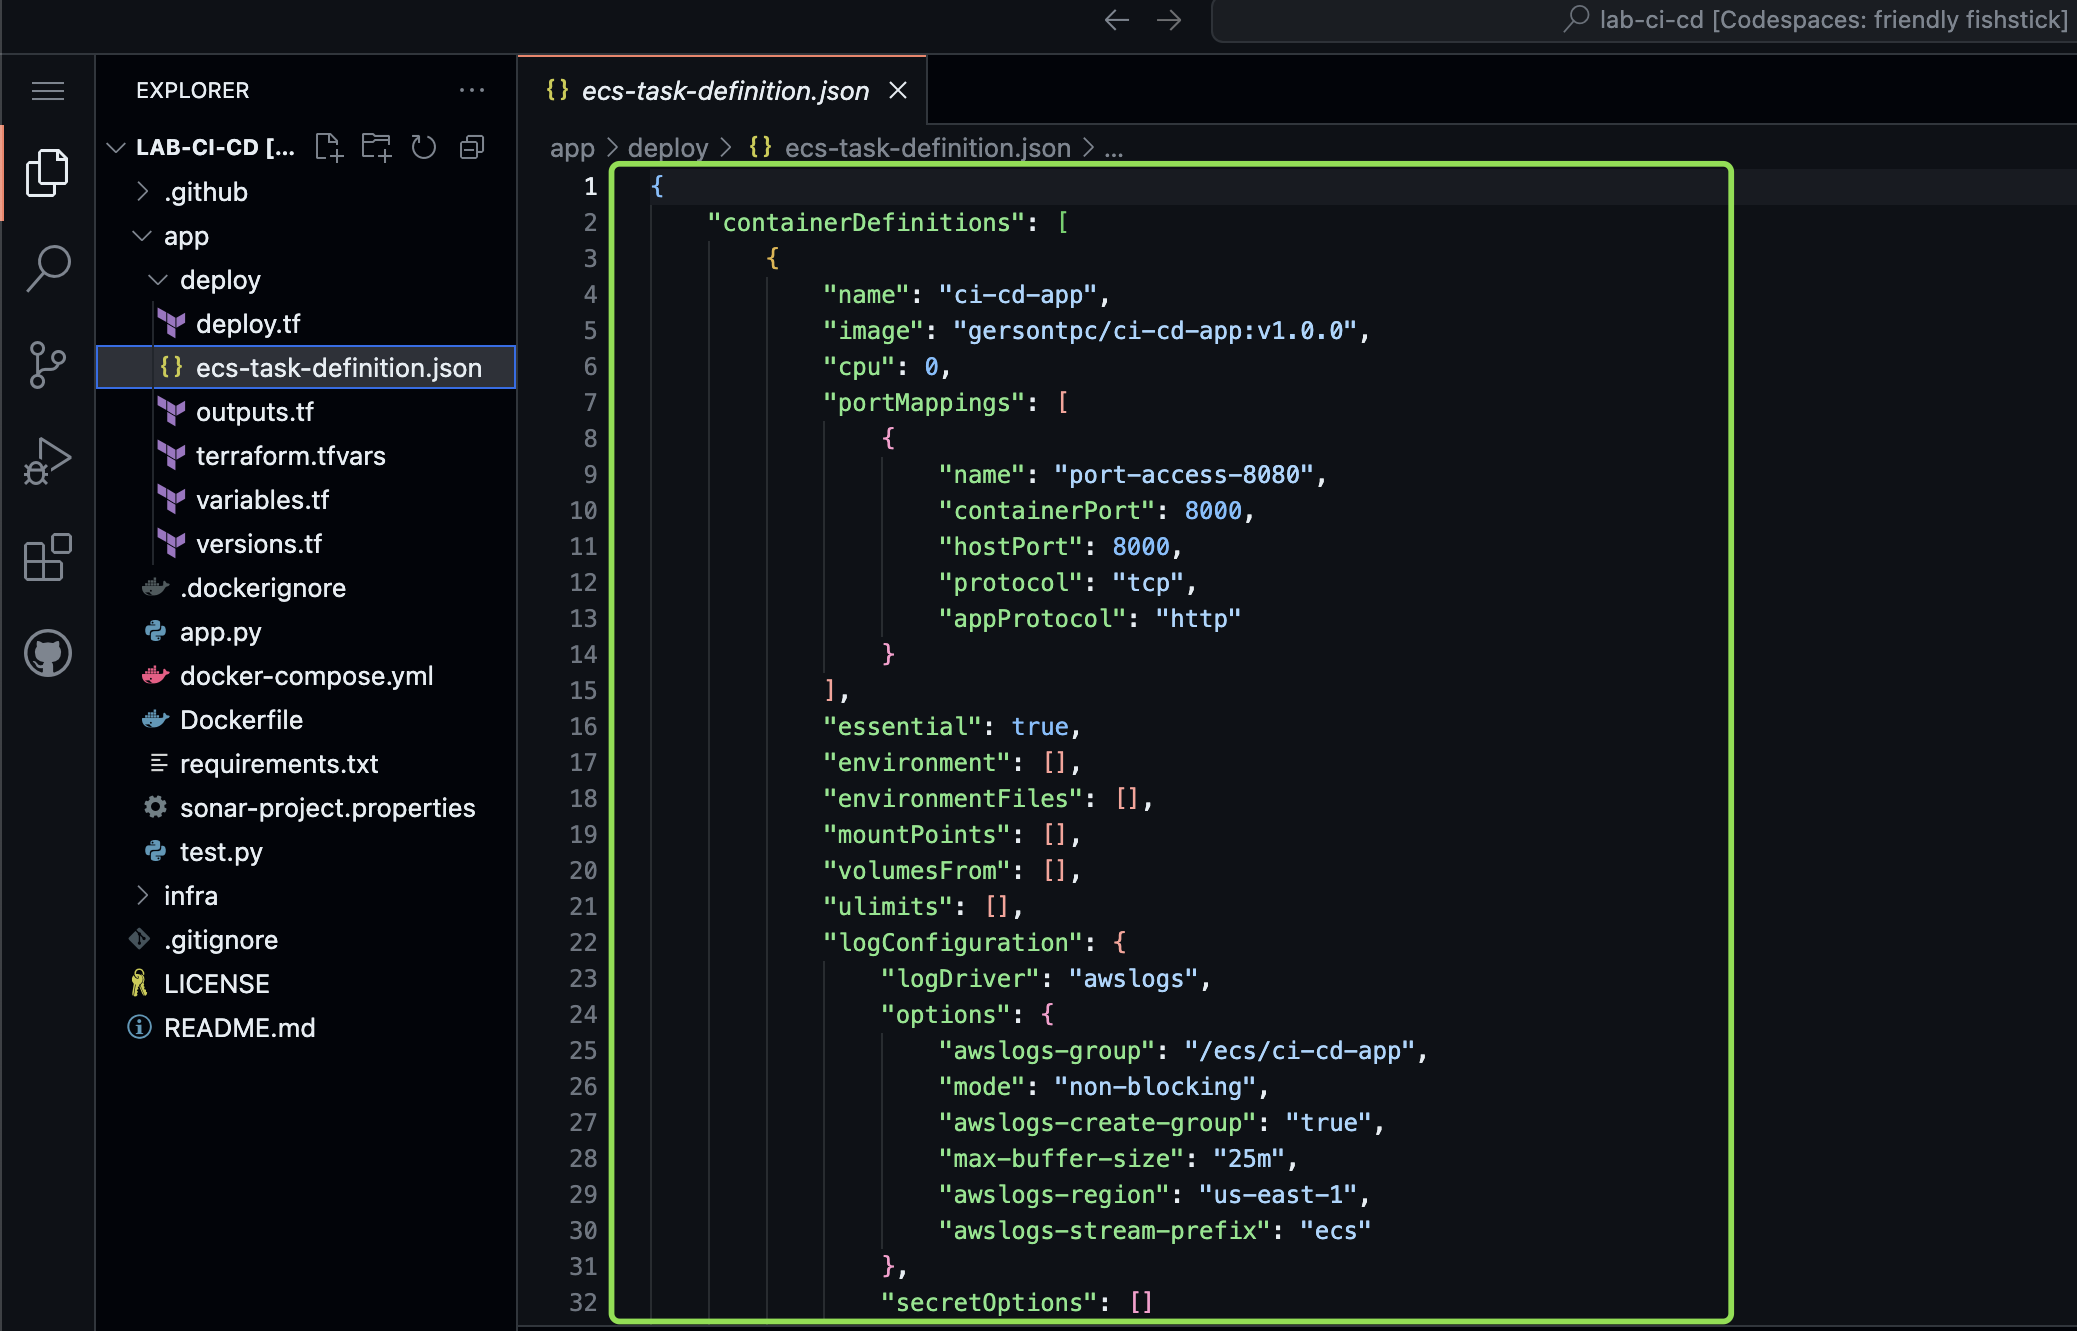 lab-ci-cd [Codespaces: friendly fishstick]
EXPLORER
LAB-CI-CD [...
.github
app
deploy
deploy.tf
ecs-task-definition.json
outputs.tf
terraform.tfvars
variables.tf
versions.tf
.dockerignore
app.py
docker-compose.yml
Dockerfile
requirements.txt
sonar-project.properties
test.py
infra
.gitignore
LICENSE
README.md
{} ecs-task-definition.json
app > deploy > {} ecs-task-definition.json > ...
1 {
2 "containerDefinitions": [
3 {
4 "name": "ci-cd-app",
5 "image": "gersontpc/ci-cd-app:v1.0.0",
6 "cpu": 0,
7 "portMappings": [
8 {
9 "name": "port-access-8080",
10 "containerPort": 8000,
11 "hostPort": 8000,
12 "protocol": "tcp",
13 "appProtocol": "http"
14 }
15 ],
16 "essential": true,
17 "environment": [],
18 "environmentFiles": [],
19 "mountPoints": [],
20 "volumesFrom": [],
21 "ulimits": [],
22 "logConfiguration": {
23 "logDriver": "awslogs",
24 "options": {
25 "awslogs-group": "/ecs/ci-cd-app",
26 "mode": "non-blocking",
27 "awslogs-create-group": "true",
28 "max-buffer-size": "25m",
29 "awslogs-region": "us-east-1",
30 "awslogs-stream-prefix": "ecs"
31 },
32 "secretOptions": []